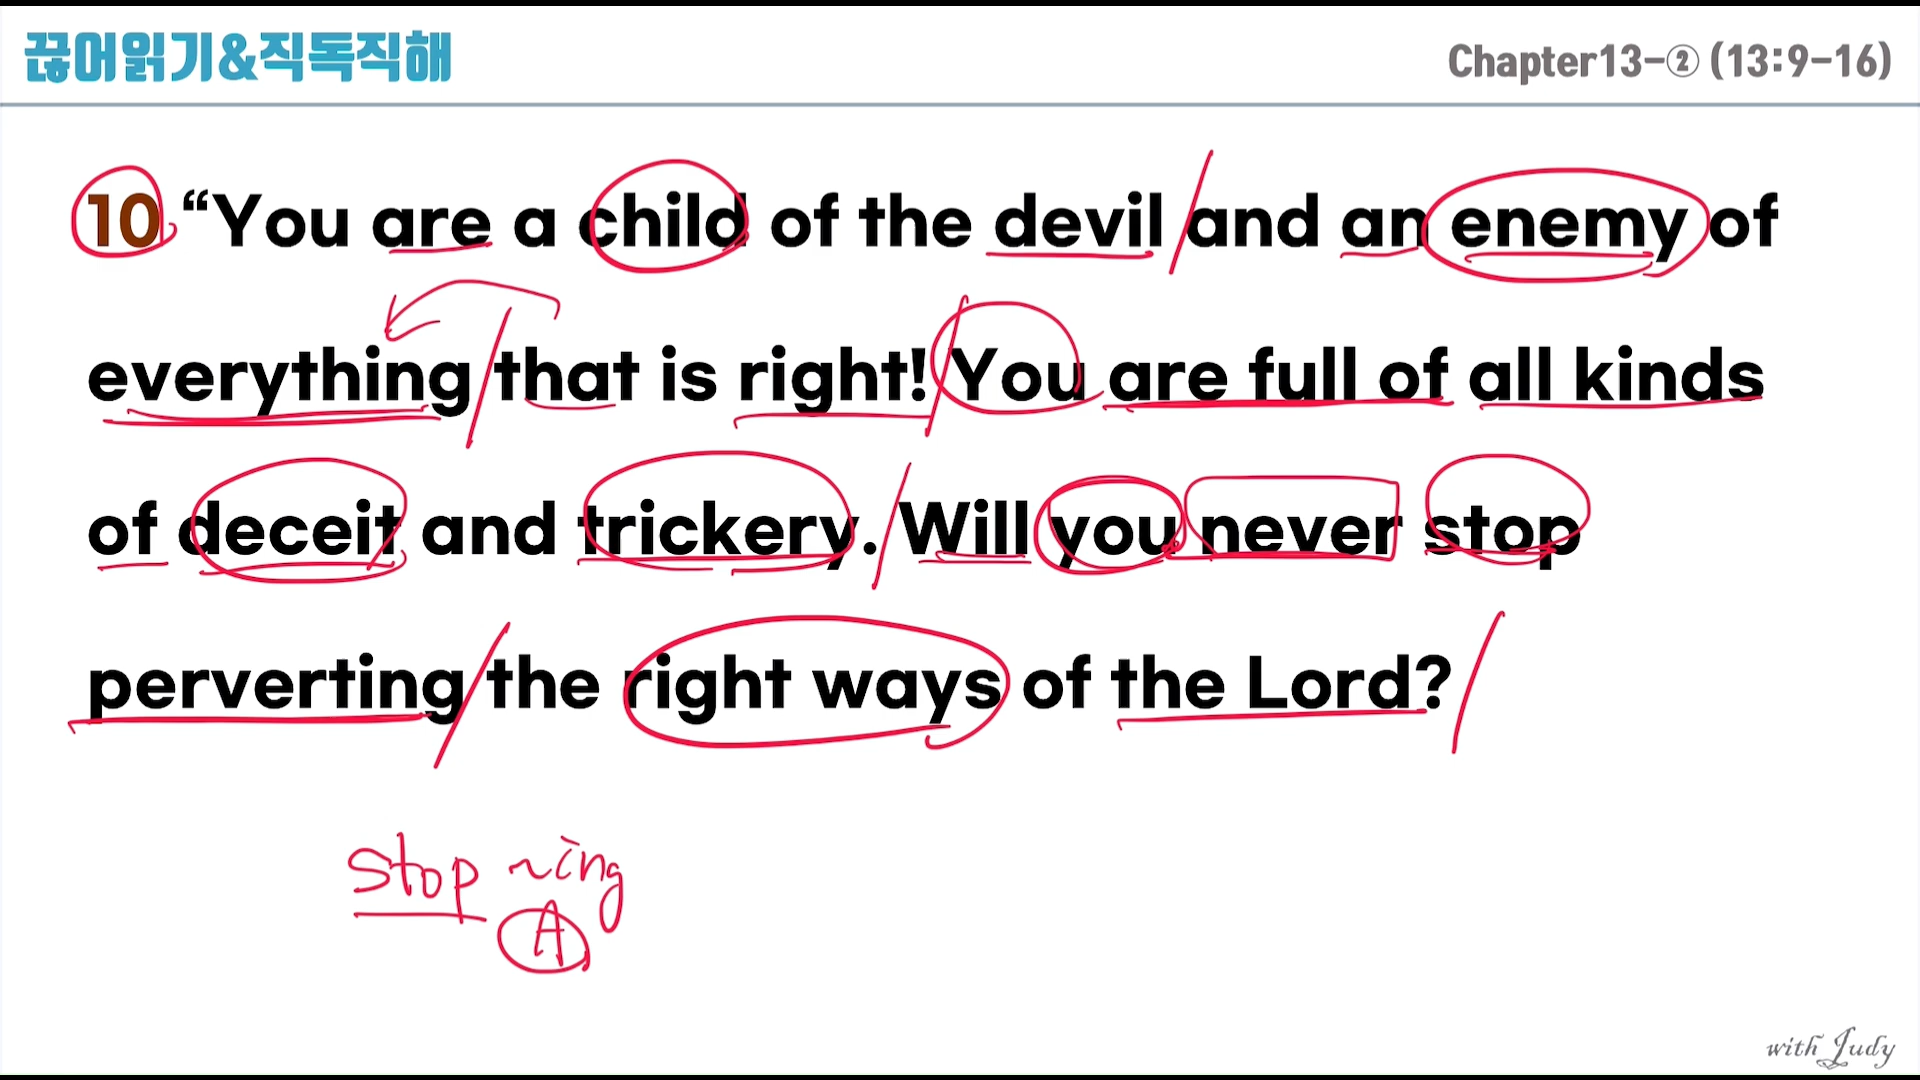 끊어읽기&직독직해
Chapter13-② (13:9-16)
10 “You are a child of the devil and an enemy of
everything that is right! You are full of all kinds
of deceit and trickery. Will you never stop
perverting the right ways of the Lord?
stop ~ing
A
with Judy